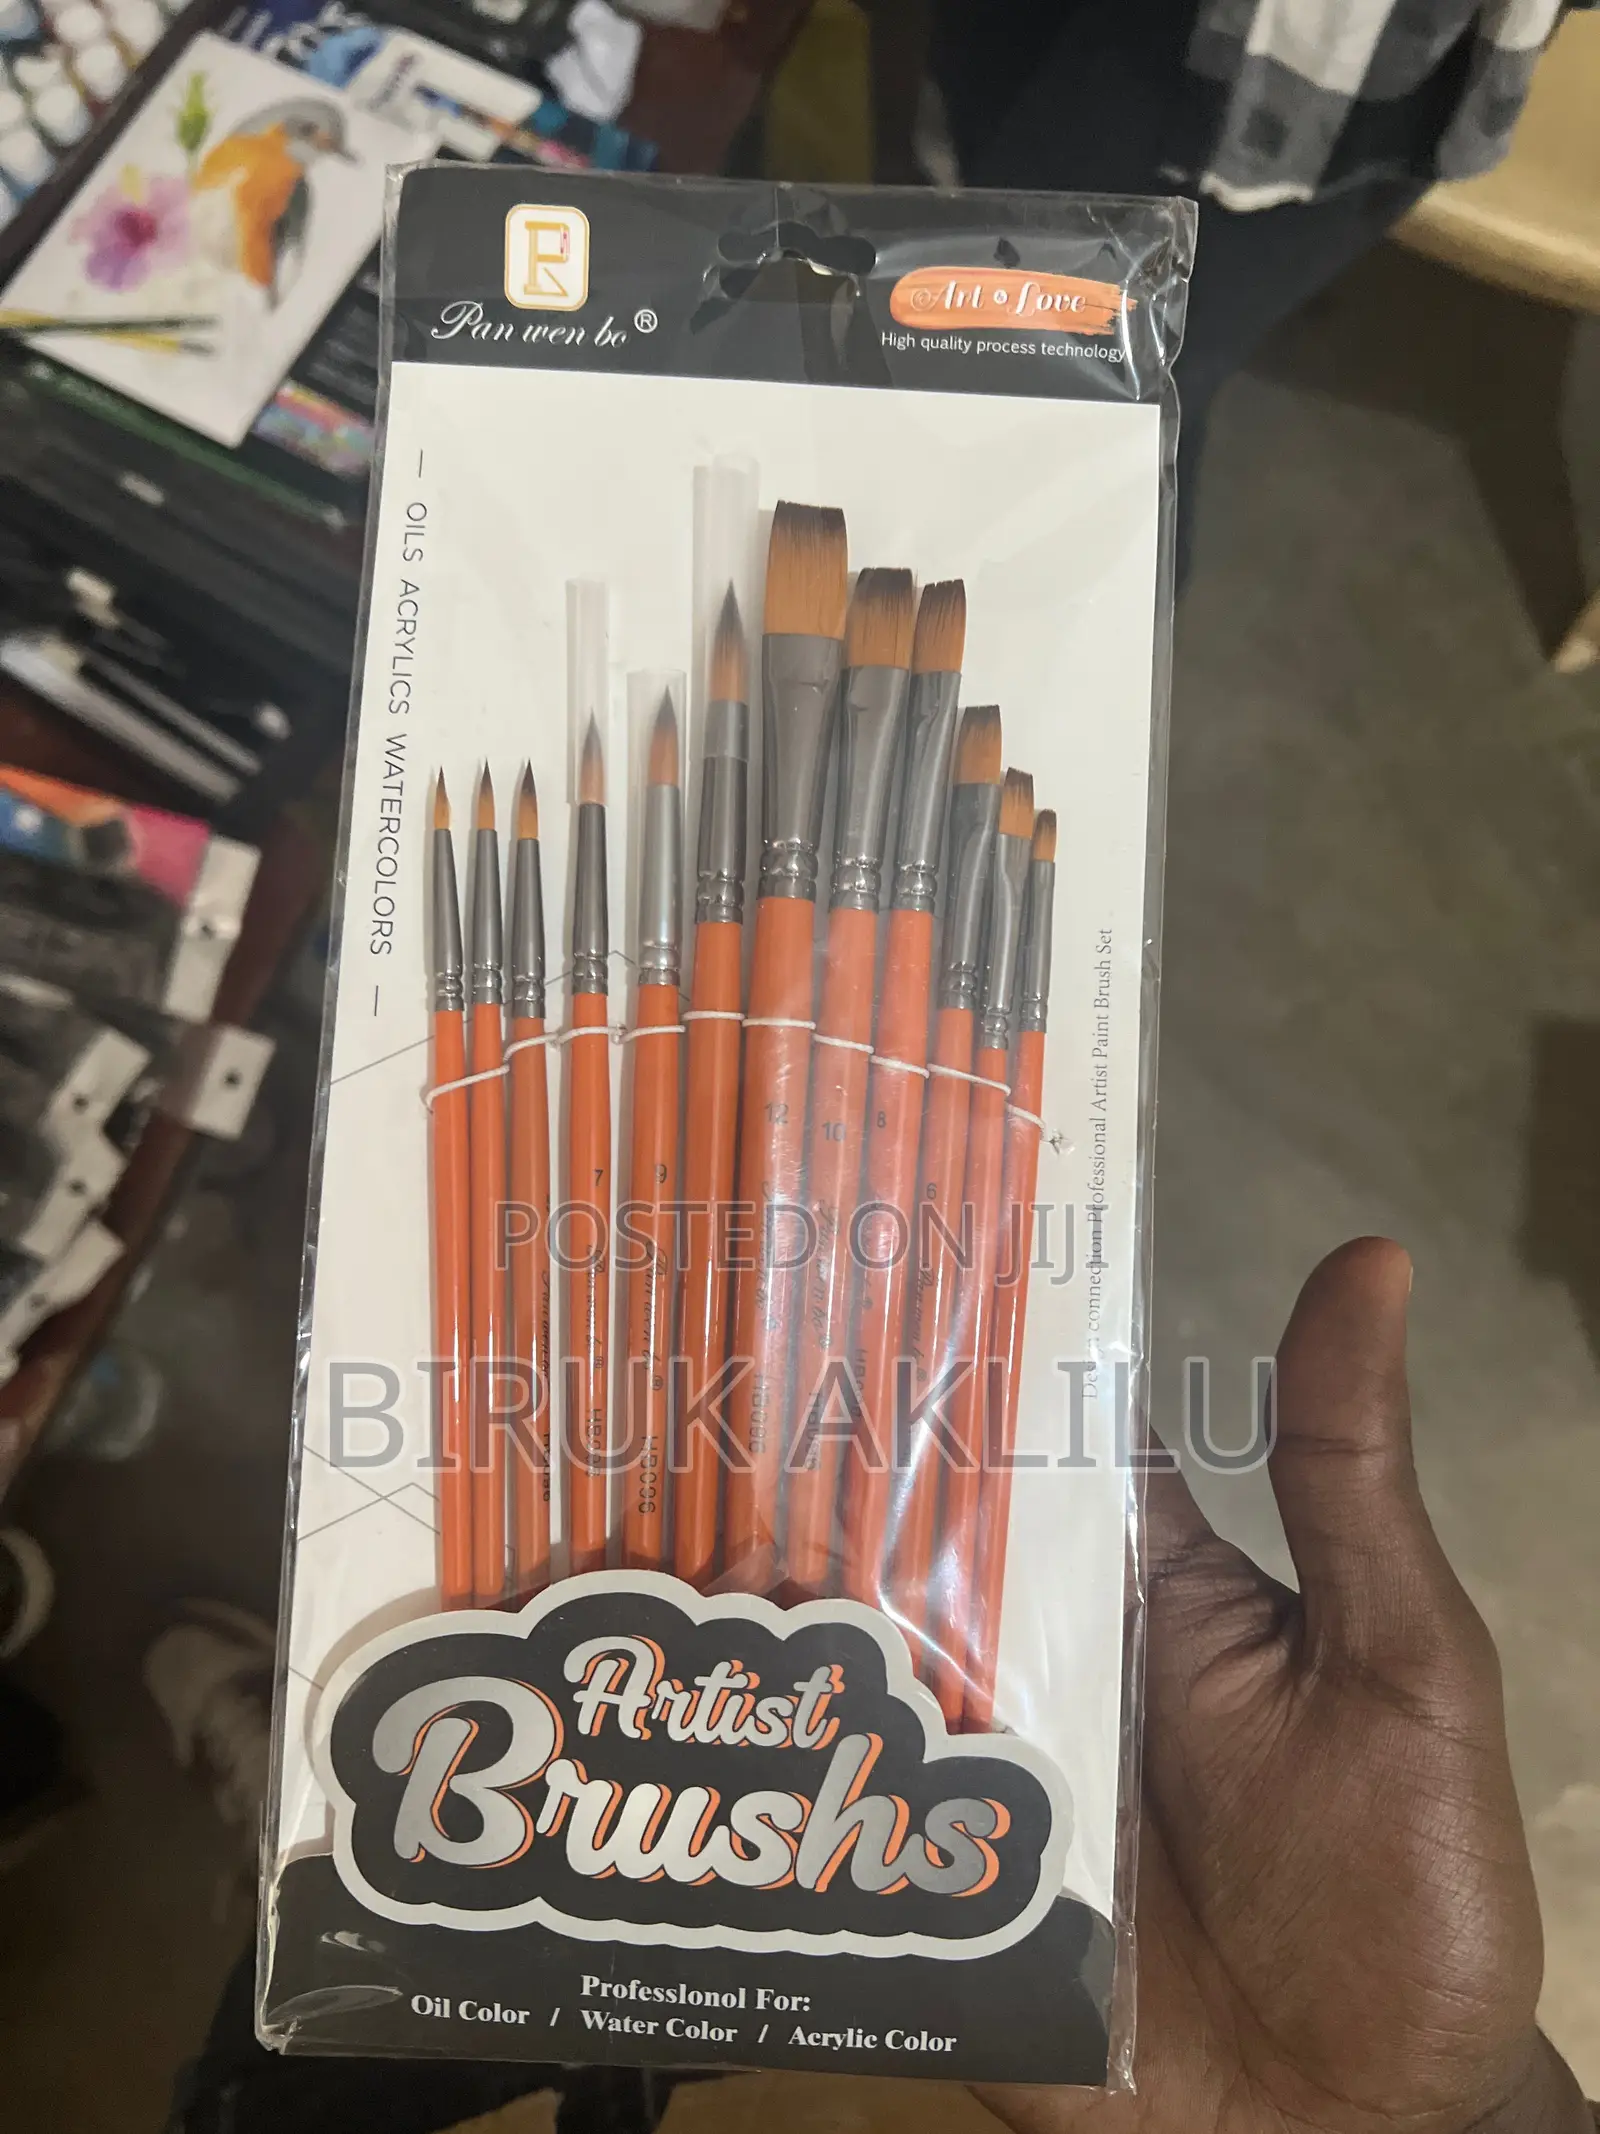 Pan wen bo®
©Art & Love
High quality process technology
— OILS ACRYLICS WATERCOLORS —
12
10
8
7
9
6
HB096
POSTED ON JIJI
BIRUK AKLILU
Professional Artist Paint Brush Set
Artist
Brushs
Professlonol For:
Oil Color / Water Color / Acrylic Color